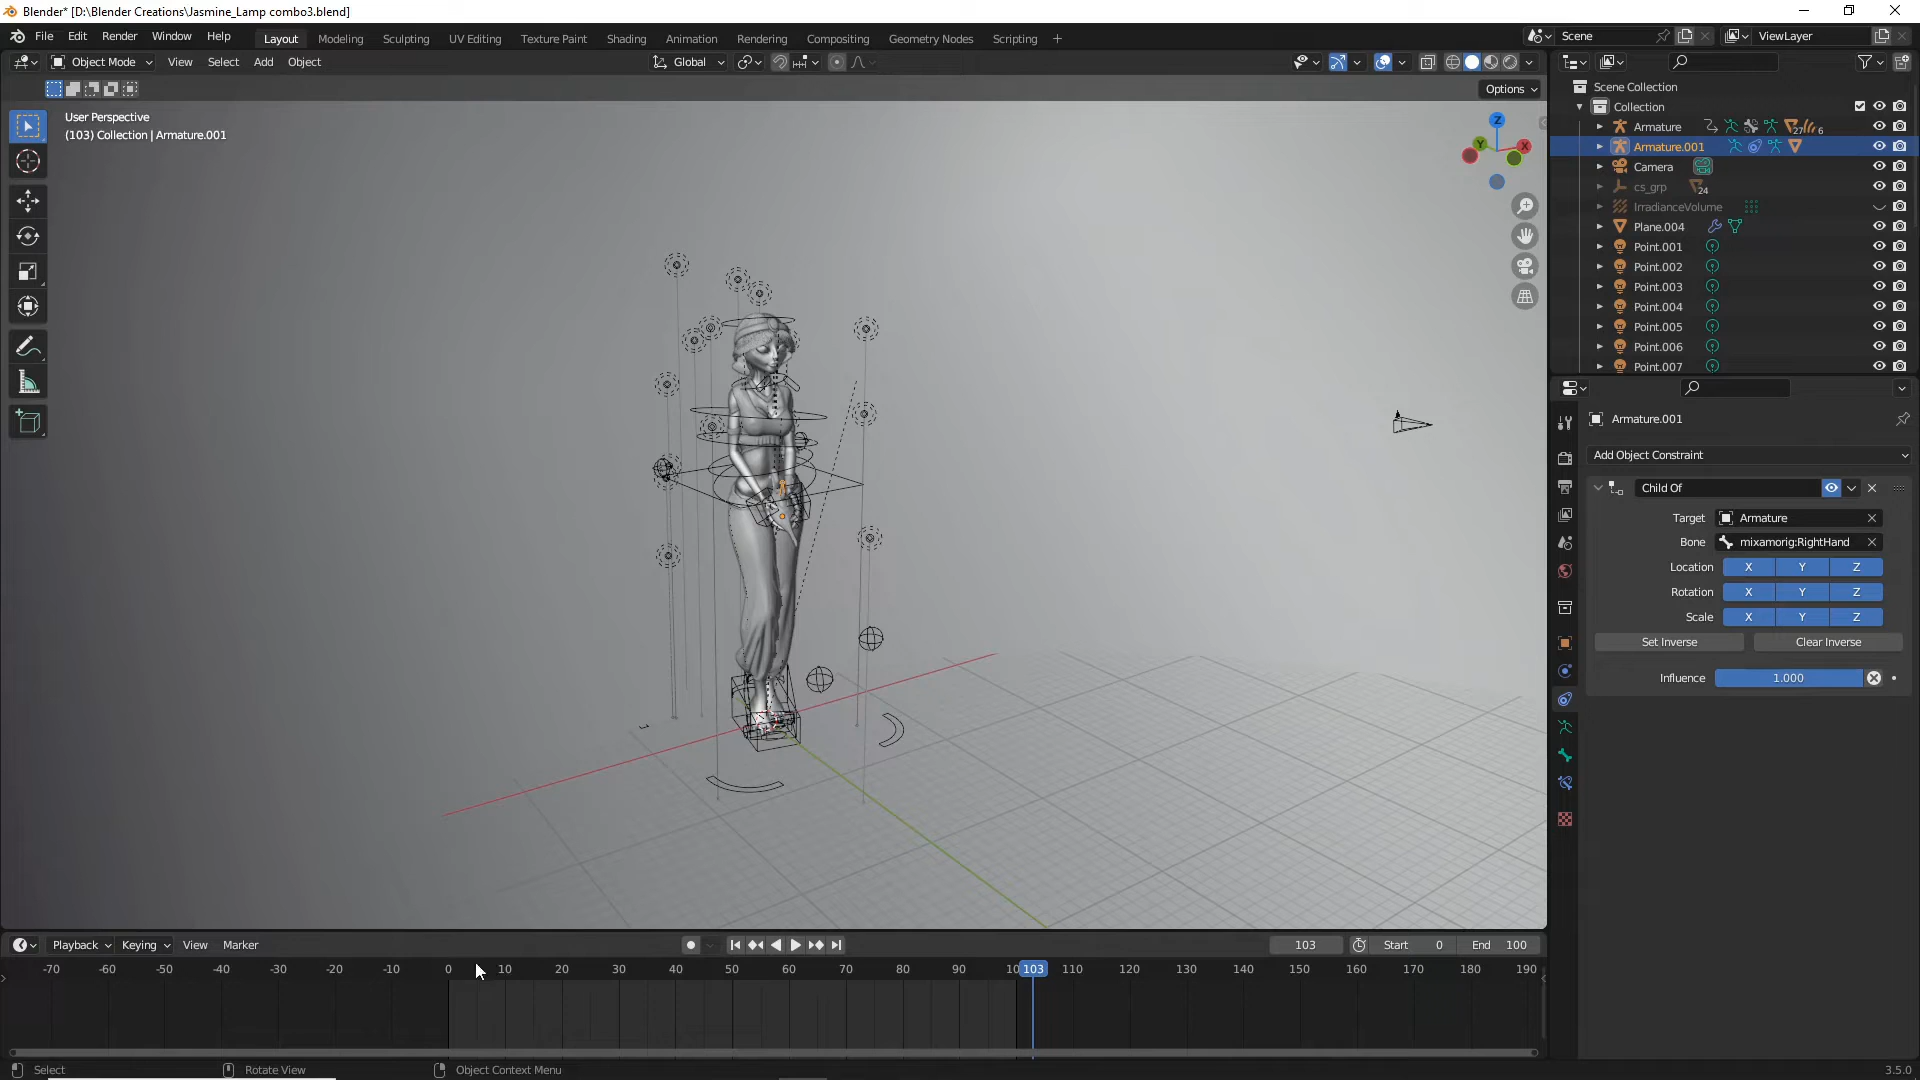 Blender* [D:\Blender Creations\Jasmine_Lamp combo3.blend]
File Edit Render Window Help Layout Modeling Sculpting UV Editing Texture Paint Shading Animation Rendering Compositing Geometry Nodes Scripting + Scene ViewLayer
Object Mode View Select Add Object Global
Options
User Perspective
(103) Collection | Armature.001
Z
Y
X
Scene Collection
Collection
Armature 27 6
Armature.001
Camera
cs_grp 24
IrradianceVolume
Plane.004
Point.001
Point.002
Point.003
Point.004
Point.005
Point.006
Point.007
Armature.001
Add Object Constraint
Child Of
Target Armature
Bone mixamorig:RightHand
Location X Y Z
Rotation X Y Z
Scale X Y Z
Set Inverse Clear Inverse
Influence 1.000
Playback Keying View Marker 103 Start 0 End 100
-70 -60 -50 -40 -30 -20 -10 0 10 20 30 40 50 60 70 80 90 10 103 110 120 130 140 150 160 170 180 190
Select Rotate View Object Context Menu 3.5.0